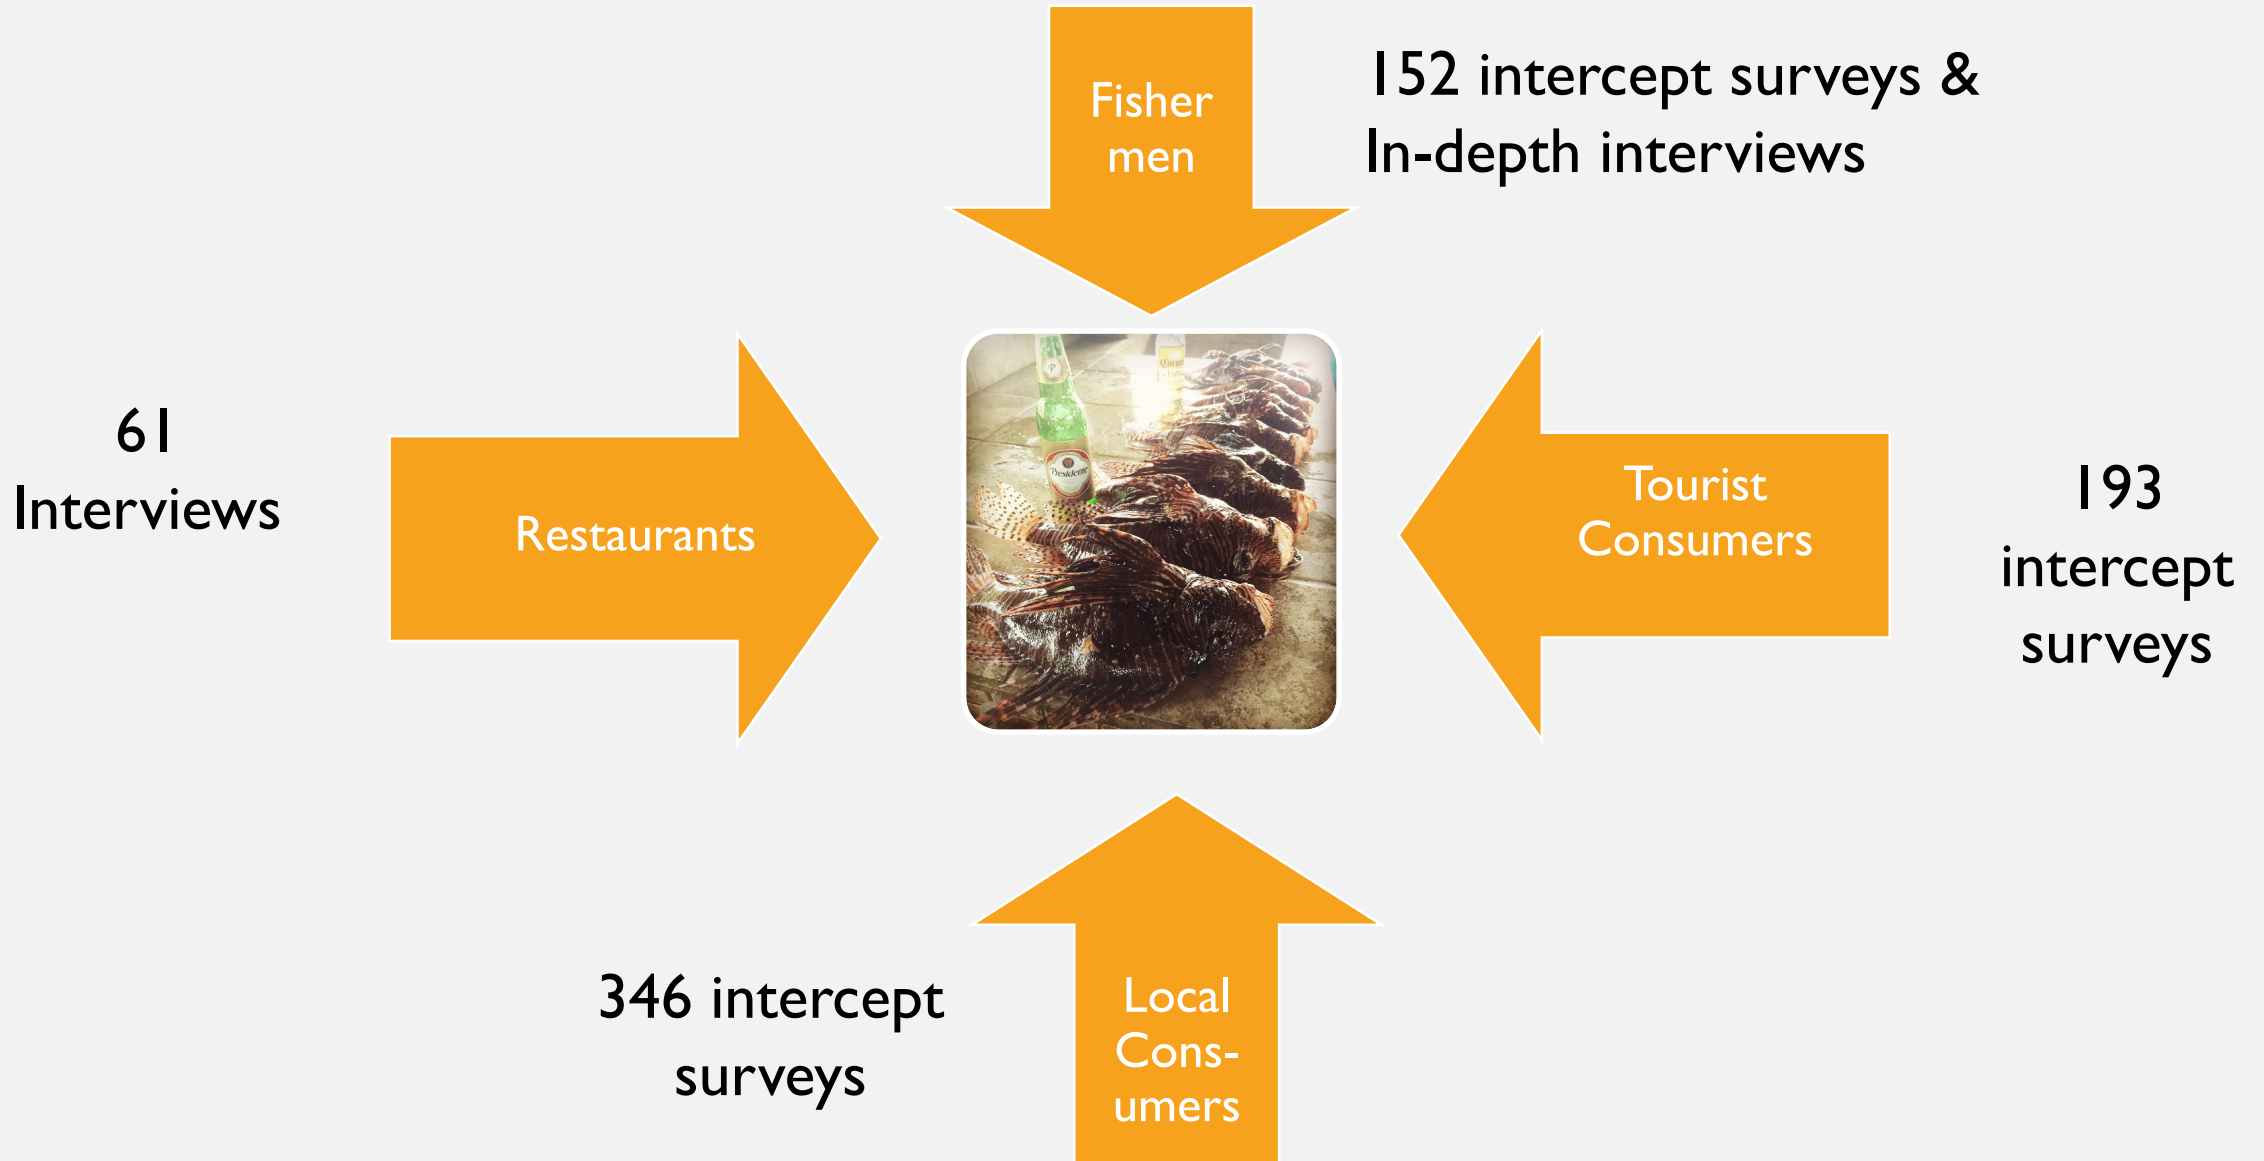 Fisher
men
152 intercept surveys &
In-depth interviews
61
Interviews
Restaurants
Presidente
Tourist
Consumers
193
intercept
surveys
346 intercept
surveys
Local
Cons-
umers